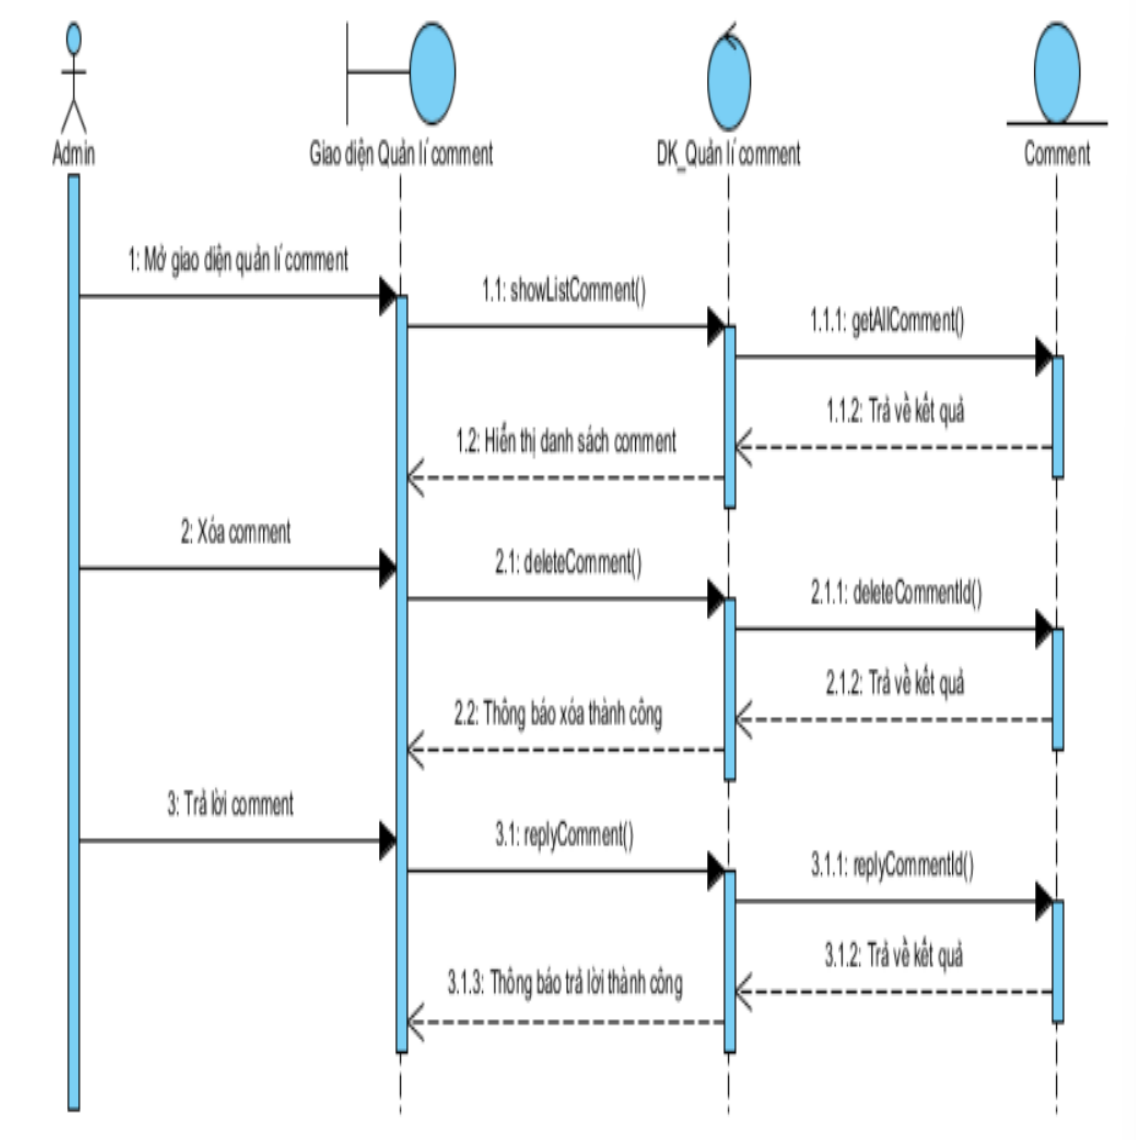 Admin
Giao diện Quản lí comment
DK_Quản lí comment
Comment
1: Mở giao diện quản lí comment
1.1: showListComment()
1.1.1: getAllComment()
1.1.2: Trả về kết quả
1.2: Hiển thị danh sách comment
2: Xóa comment
2.1: deleteComment()
2.1.1: deleteCommentId()
2.1.2: Trả về kết quả
2.2: Thông báo xóa thành công
3: Trả lời comment
3.1: replyComment()
3.1.1: replyCommentId()
3.1.2: Trả về kết quả
3.1.3: Thông báo trả lời thành công